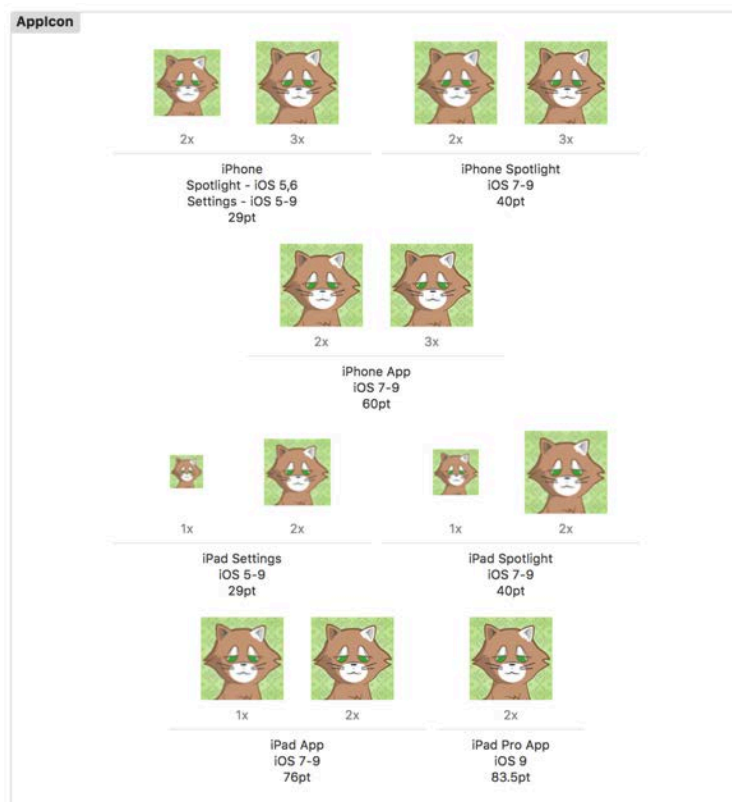 AppIcon
2x 3x 2x 3x
iPhone
Spotlight - iOS 5,6
Settings - iOS 5-9
29pt
iPhone Spotlight
iOS 7-9
40pt
2x 3x
iPhone App
iOS 7-9
60pt
1x 2x 1x 2x
iPad Settings
iOS 5-9
29pt
iPad Spotlight
iOS 7-9
40pt
1x 2x 2x
iPad App
iOS 7-9
76pt
iPad Pro App
iOS 9
83.5pt